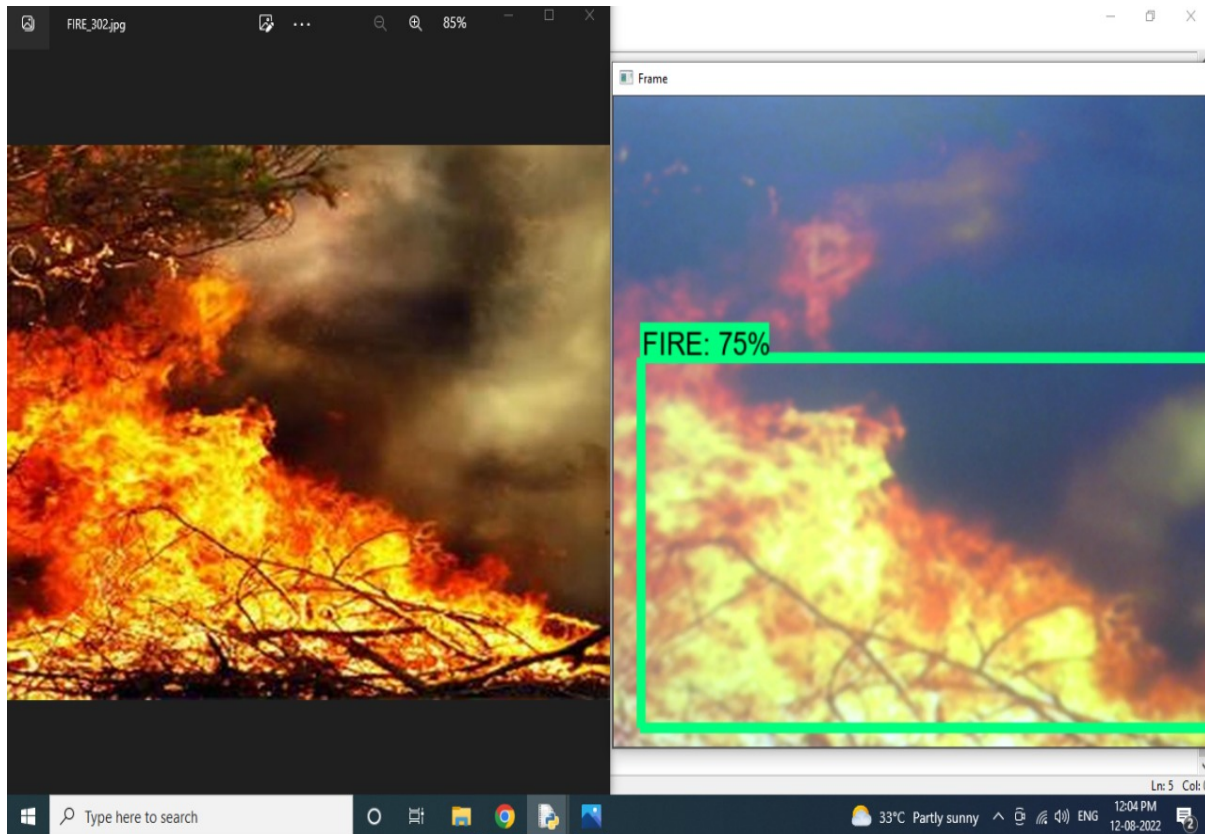 FIRE_302.jpg
85%
Frame
FIRE: 75%
Ln: 5 Col:
Type here to search
33°C Partly sunny
ENG
12:04 PM
12-08-2022
2